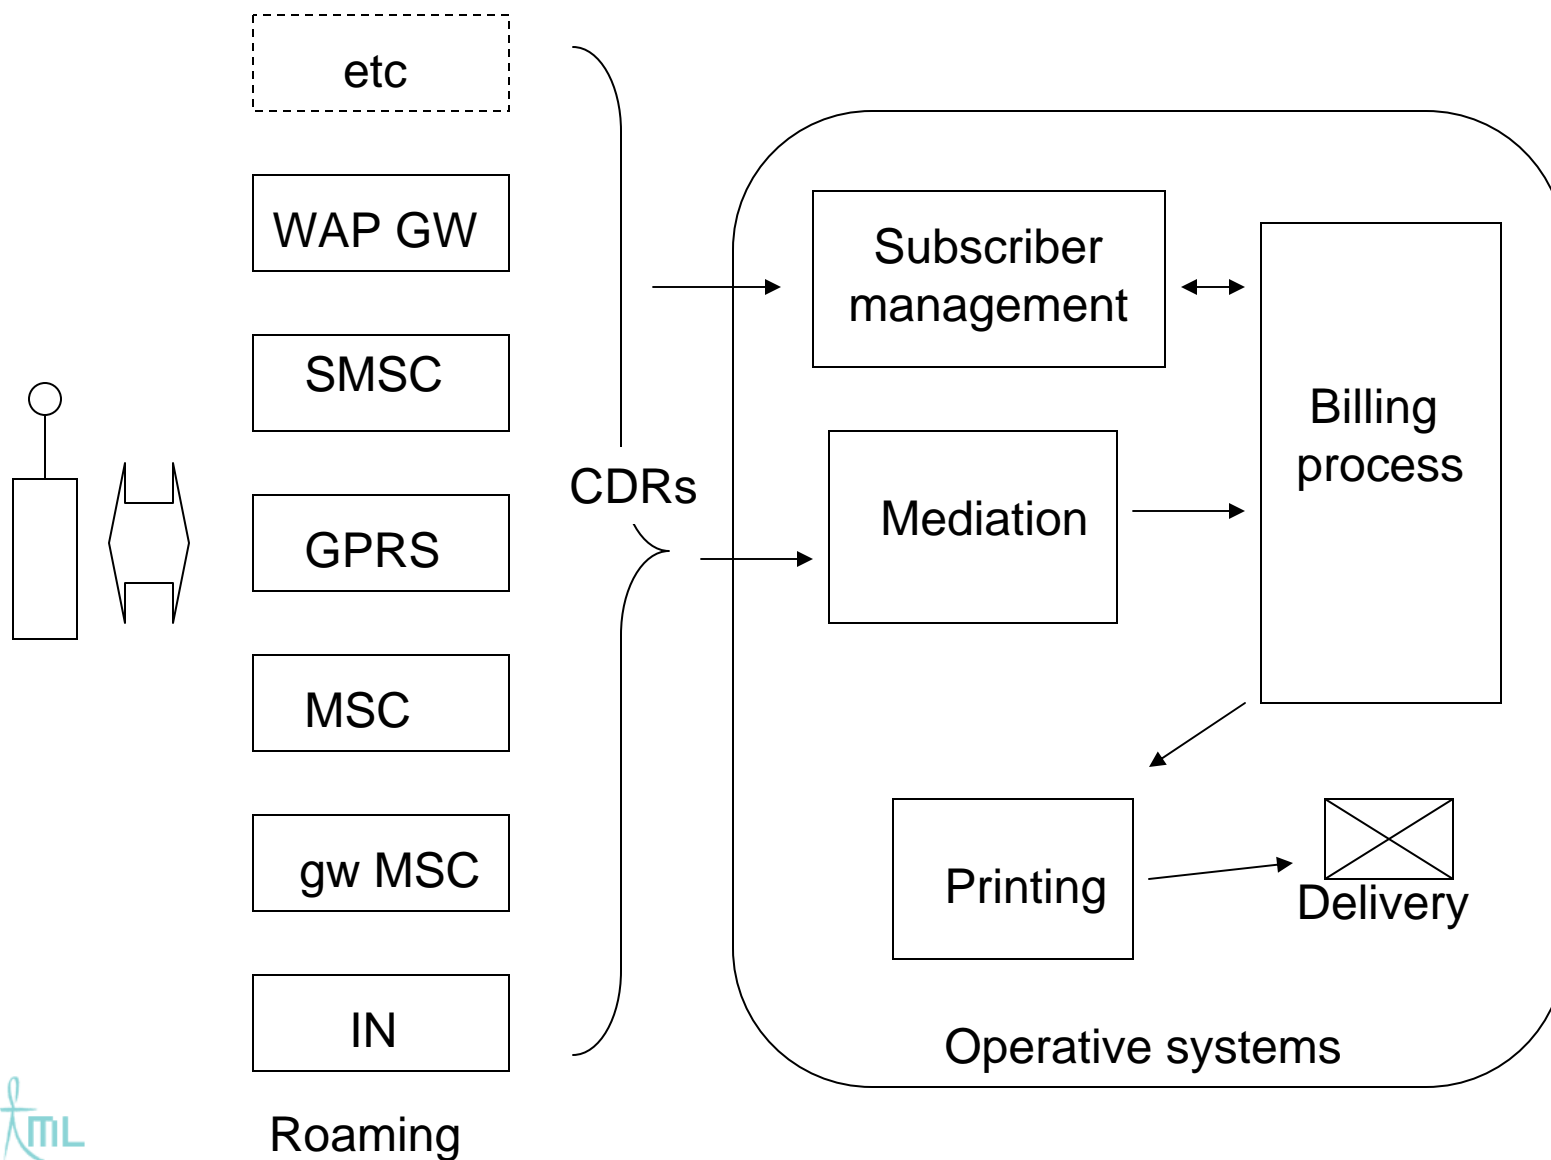 etc
WAP GW
SMSC
GPRS
MSC
gw MSC
IN
Roaming
CDRs
Subscriber
management
Mediation
Billing
process
Printing
Delivery
Operative systems
TML